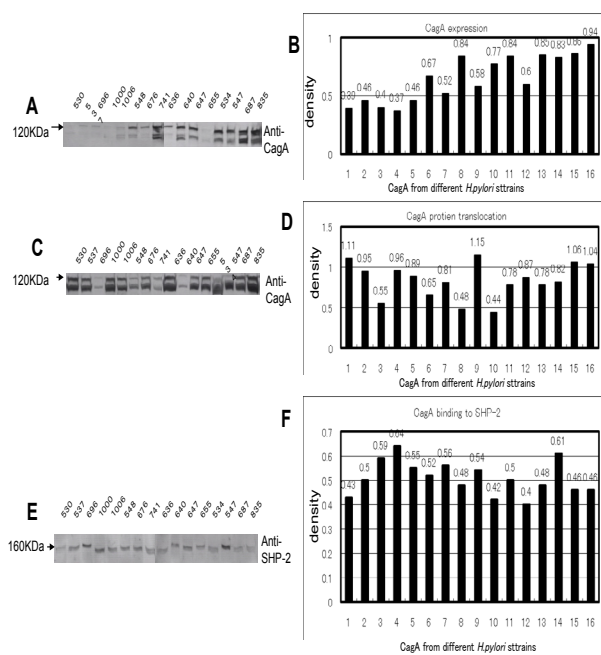 A
530 5 3 7 696 1000 1006 548 676 741 636 640 647 655 534 547 687 835
120KDa
Anti-
CagA
B
CagA expression
density
1
0.5
0
0.39 0.46 0.4 0.37 0.46 0.67 0.52 0.84 0.58 0.77 0.84 0.6 0.85 0.83 0.86 0.94
1 2 3 4 5 6 7 8 9 10 11 12 13 14 15 16
CagA from different H.pylori sttrains
C
530 537 696 1000 1006 548 676 741 636 640 647 655 5 3 547 687 835
120KDa
Anti-
CagA
D
CagA protien translocation
density
1.5
1
0.5
0
1.11 0.95 0.55 0.96 0.89 0.65 0.81 0.48 1.15 0.44 0.78 0.87 0.78 0.82 1.06 1.04
1 2 3 4 5 6 7 8 9 10 11 12 13 14 15 16
CagA from different H.pylori sttrains
E
530 537 696 1000 1006 548 676 741 636 640 647 655 534 547 687 835
160KDa
Anti-
SHP-2
F
CagA binding to SHP-2
density
0.7
0.6
0.5
0.4
0.3
0.2
0.1
0
0.43 0.5 0.59 0.64 0.55 0.52 0.56 0.48 0.54 0.42 0.5 0.4 0.48 0.61 0.46 0.46
1 2 3 4 5 6 7 8 9 10 11 12 13 14 15 16
CagA from different H.pylori sttrains